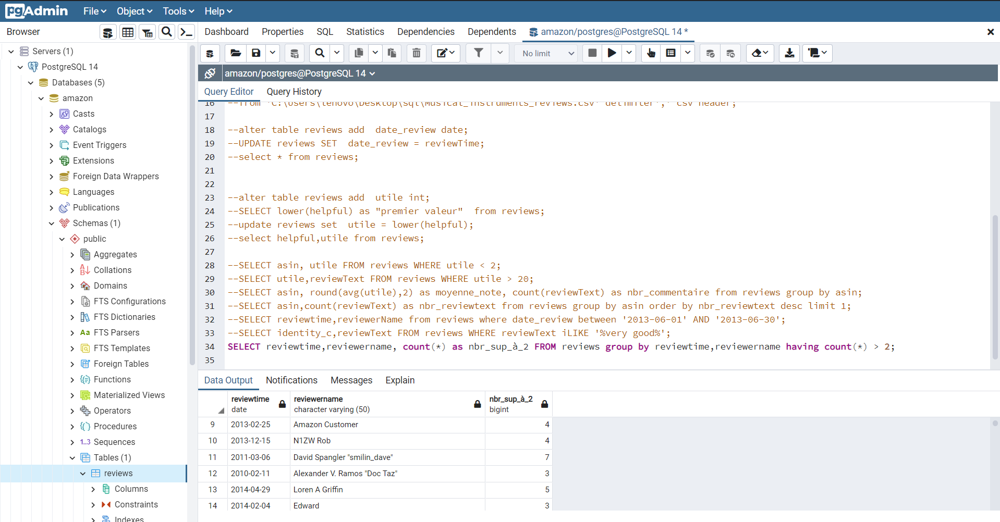 pgAdmin File Object Tools Help
Browser
Dashboard Properties SQL Statistics Dependencies Dependents amazon/postgres@PostgreSQL 14 *
Servers (1)
PostgreSQL 14
Databases (5)
amazon
Casts
Catalogs
Event Triggers
Extensions
Foreign Data Wrappers
Languages
Publications
Schemas (1)
public
Aggregates
Collations
Domains
FTS Configurations
FTS Dictionaries
Aa FTS Parsers
FTS Templates
Foreign Tables
Functions
Materialized Views
Operators
Procedures
1..3 Sequences
Tables (1)
reviews
Columns
Constraints
Indexes
No limit
amazon/postgres@PostgreSQL 14
Query Editor Query History
16 --from 'C:\Users\lenovo\Desktop\sql\Musical_instruments_reviews.csv' delimiter',' csv header;
17
18 --alter table reviews add  date_review date;
19 --UPDATE reviews SET  date_review = reviewTime;
20 --select * from reviews;
21
22
23 --alter table reviews add  utile int;
24 --SELECT lower(helpful) as "premier valeur"  from reviews;
25 --update reviews set  utile = lower(helpful);
26 --select helpful,utile from reviews;
27
28 --SELECT asin, utile FROM reviews WHERE utile < 2;
29 --SELECT utile,reviewText FROM reviews WHERE utile > 20;
30 --SELECT asin, round(avg(utile),2) as moyenne_note, count(reviewText) as nbr_commentaire from reviews group by asin;
31 --SELECT asin,count(reviewText) as nbr_reviewtext from reviews group by asin order by nbr_reviewtext desc limit 1;
32 --SELECT reviewtime,reviewerName from reviews where date_review between '2013-06-01' AND '2013-06-30';
33 --SELECT identity_c,reviewText FROM reviews WHERE reviewText iLIKE '%very good%';
34 SELECT reviewtime,reviewername, count(*) as nbr_sup_à_2 FROM reviews group by reviewtime,reviewername having count(*) > 2;
35
Data Output Notifications Messages Explain
reviewtime reviewername nbr_sup_à_2
date character varying (50) bigint
9 2013-02-25 Amazon Customer 4
10 2013-12-15 N1ZW Rob 4
11 2011-03-06 David Spangler "smilin_dave" 7
12 2010-02-11 Alexander V. Ramos "Doc Taz" 3
13 2014-04-29 Loren A Griffin 5
14 2014-02-04 Edward 3